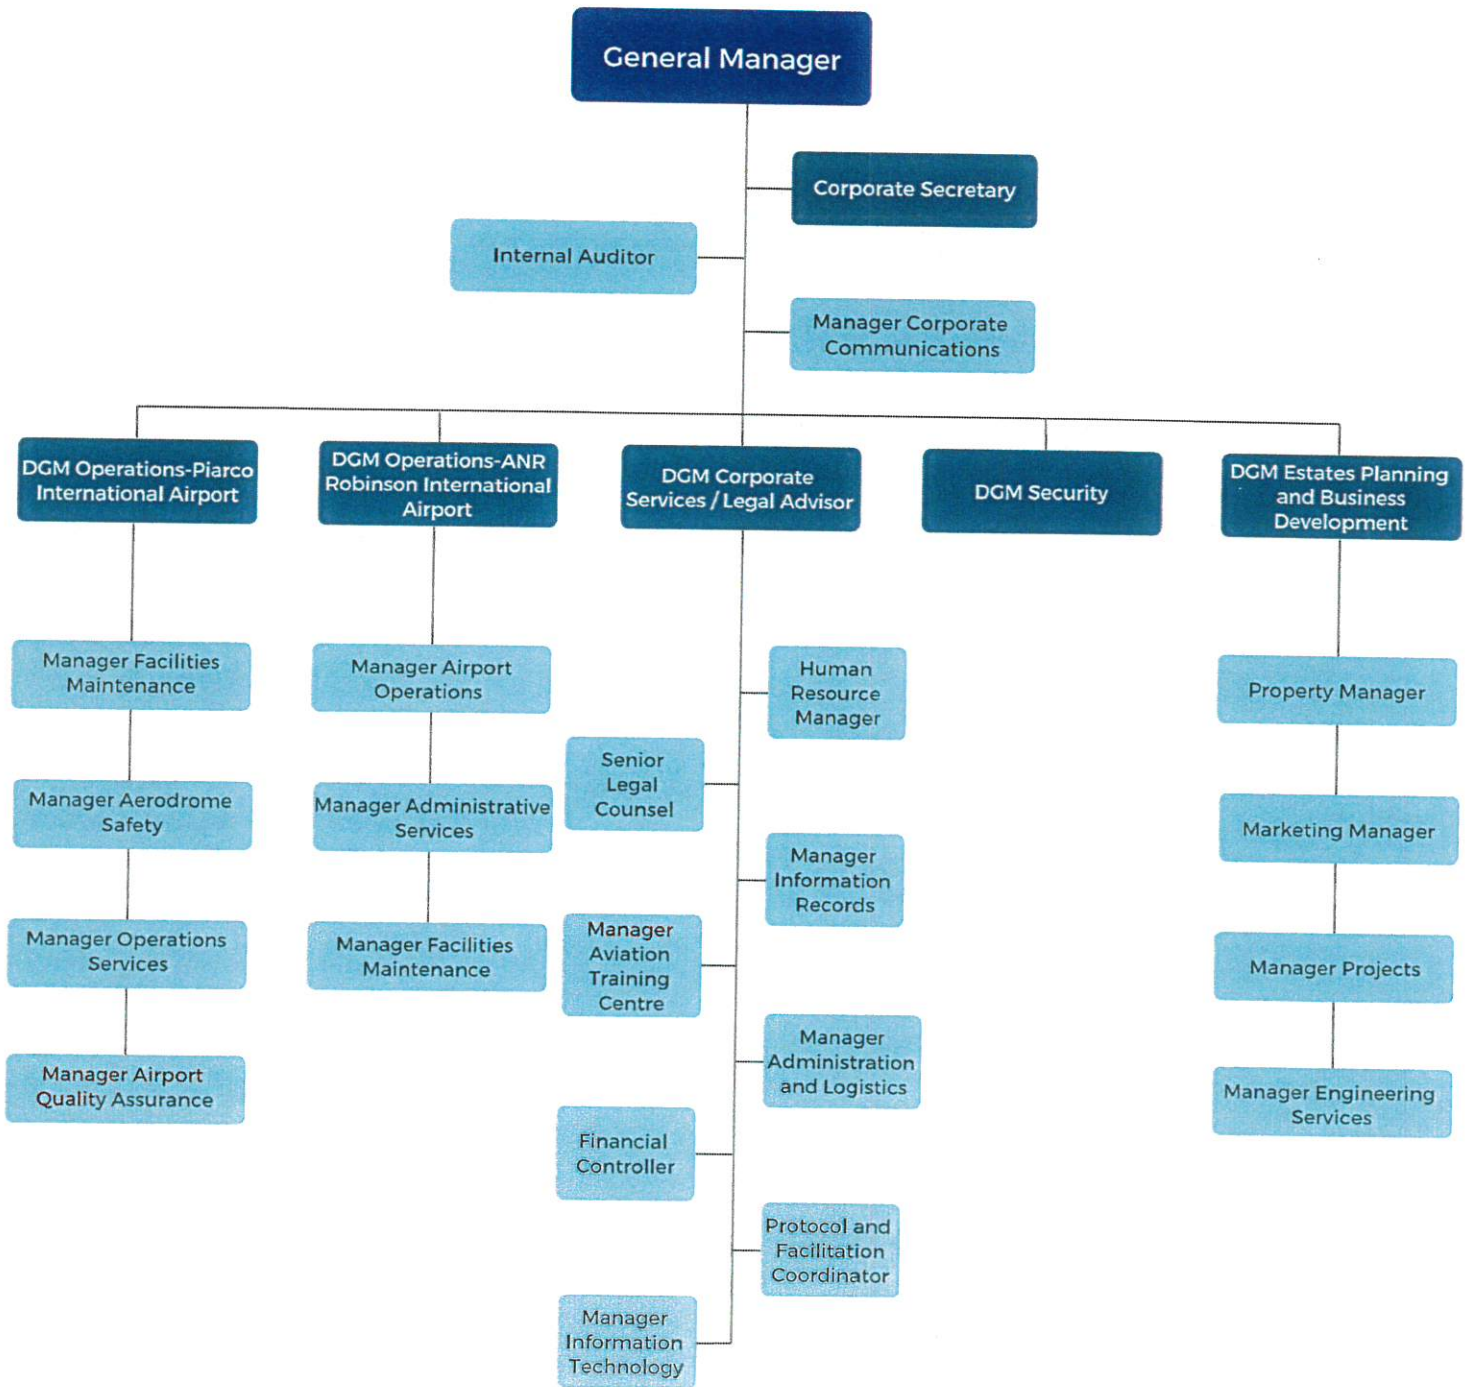 General Manager
Corporate Secretary
Internal Auditor
Manager Corporate
Communications
DGM Operations-Piarco
International Airport
DGM Operations-ANR
Robinson International
Airport
DGM Corporate
Services / Legal Advisor
DGM Security
DGM Estates Planning
and Business
Development
Manager Facilities
Maintenance
Manager Aerodrome
Safety
Manager Operations
Services
Manager Airport
Quality Assurance
Manager Airport
Operations
Manager Administrative
Services
Manager Facilities
Maintenance
Human
Resource
Manager
Senior
Legal
Counsel
Manager
Information
Records
Manager
Aviation
Training
Centre
Manager
Administration
and Logistics
Financial
Controller
Protocol and
Facilitation
Coordinator
Manager
Information
Technology
Property Manager
Marketing Manager
Manager Projects
Manager Engineering
Services